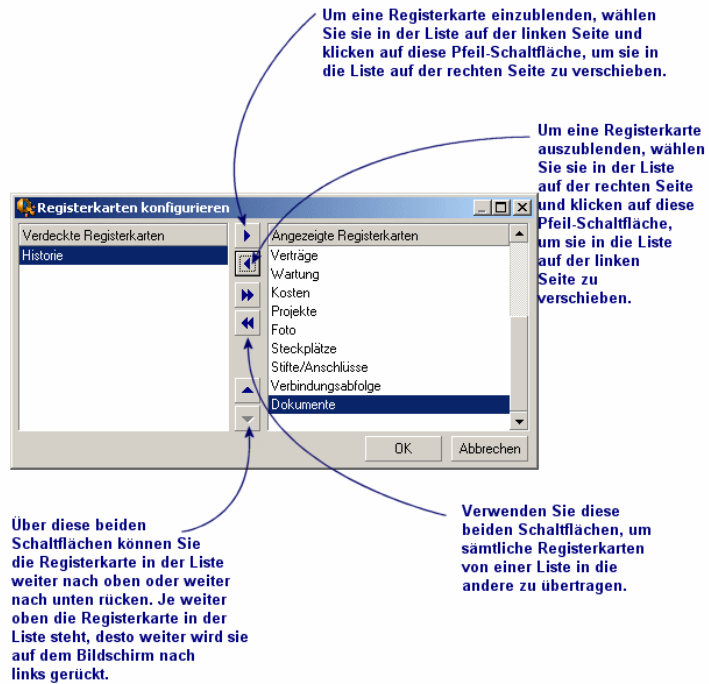 Um eine Registerkarte einzublenden, wählen
Sie sie in der Liste auf der linken Seite und
klicken auf diese Pfeil-Schaltfläche, um sie in
die Liste auf der rechten Seite zu verschieben.
Um eine Registerkarte
auszublenden, wählen
Sie sie in der Liste
auf der rechten Seite
und klicken auf diese
Pfeil-Schaltfläche,
um sie in die Liste
auf der linken
Seite zu
verschieben.
Registerkarten konfigurieren
Verdeckte Registerkarten
Historie
Angezeigte Registerkarten
Verträge
Wartung
Kosten
Projekte
Foto
Steckplätze
Stifte/Anschlüsse
Verbindungsabfolge
Dokumente
OK
Abbrechen
Über diese beiden
Schaltflächen können Sie
die Registerkarte in der Liste
weiter nach oben oder weiter
nach unten rücken. Je weiter
oben die Registerkarte in der
Liste steht, desto weiter wird sie
auf dem Bildschirm nach
links gerückt.
Verwenden Sie diese
beiden Schaltflächen, um
sämtliche Registerkarten
von einer Liste in die
andere zu übertragen.